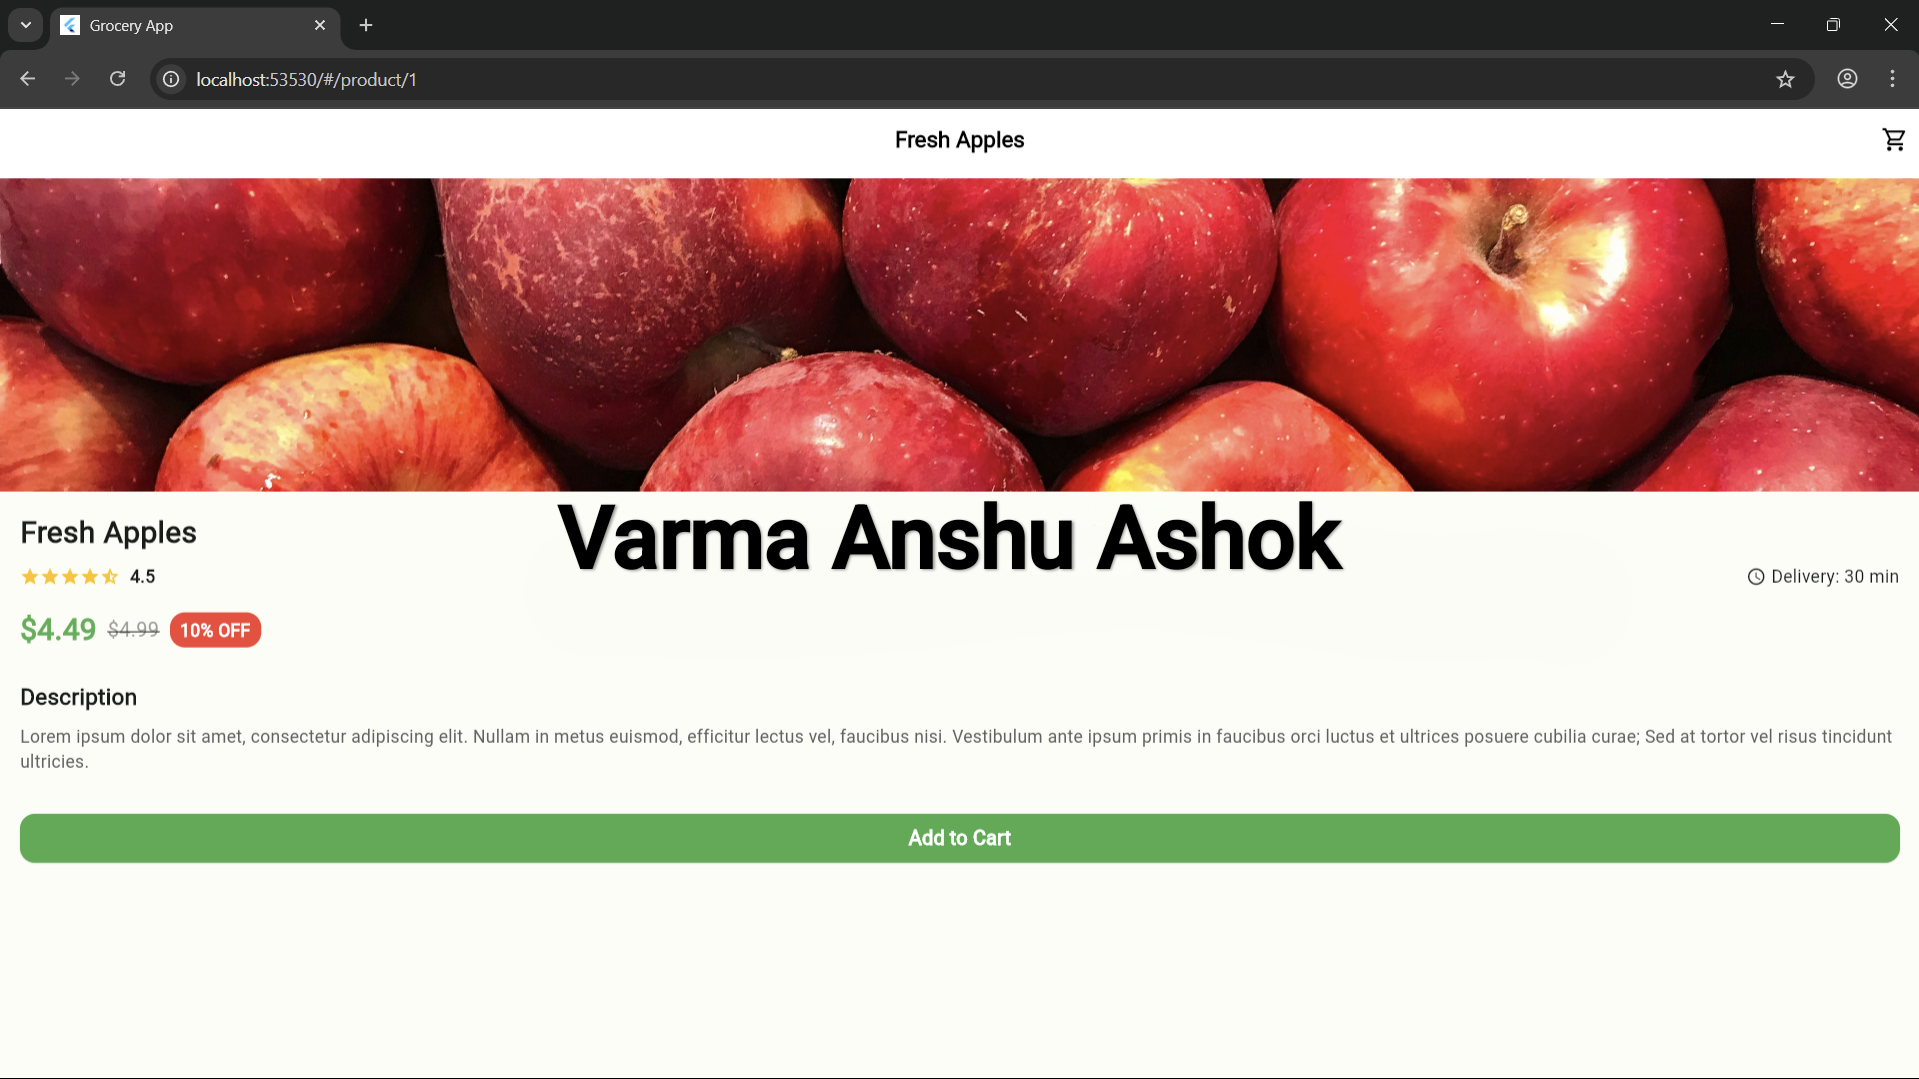 Grocery App
localhost:53530/#/product/1
Fresh Apples
Varma Anshu Ashok
Fresh Apples
4.5
Delivery: 30 min
$4.49 $4.99 10% OFF
Description
Lorem ipsum dolor sit amet, consectetur adipiscing elit. Nullam in metus euismod, efficitur lectus vel, faucibus nisi. Vestibulum ante ipsum primis in faucibus orci luctus et ultrices posuere cubilia curae; Sed at tortor vel risus tincidunt
ultricies.
Add to Cart